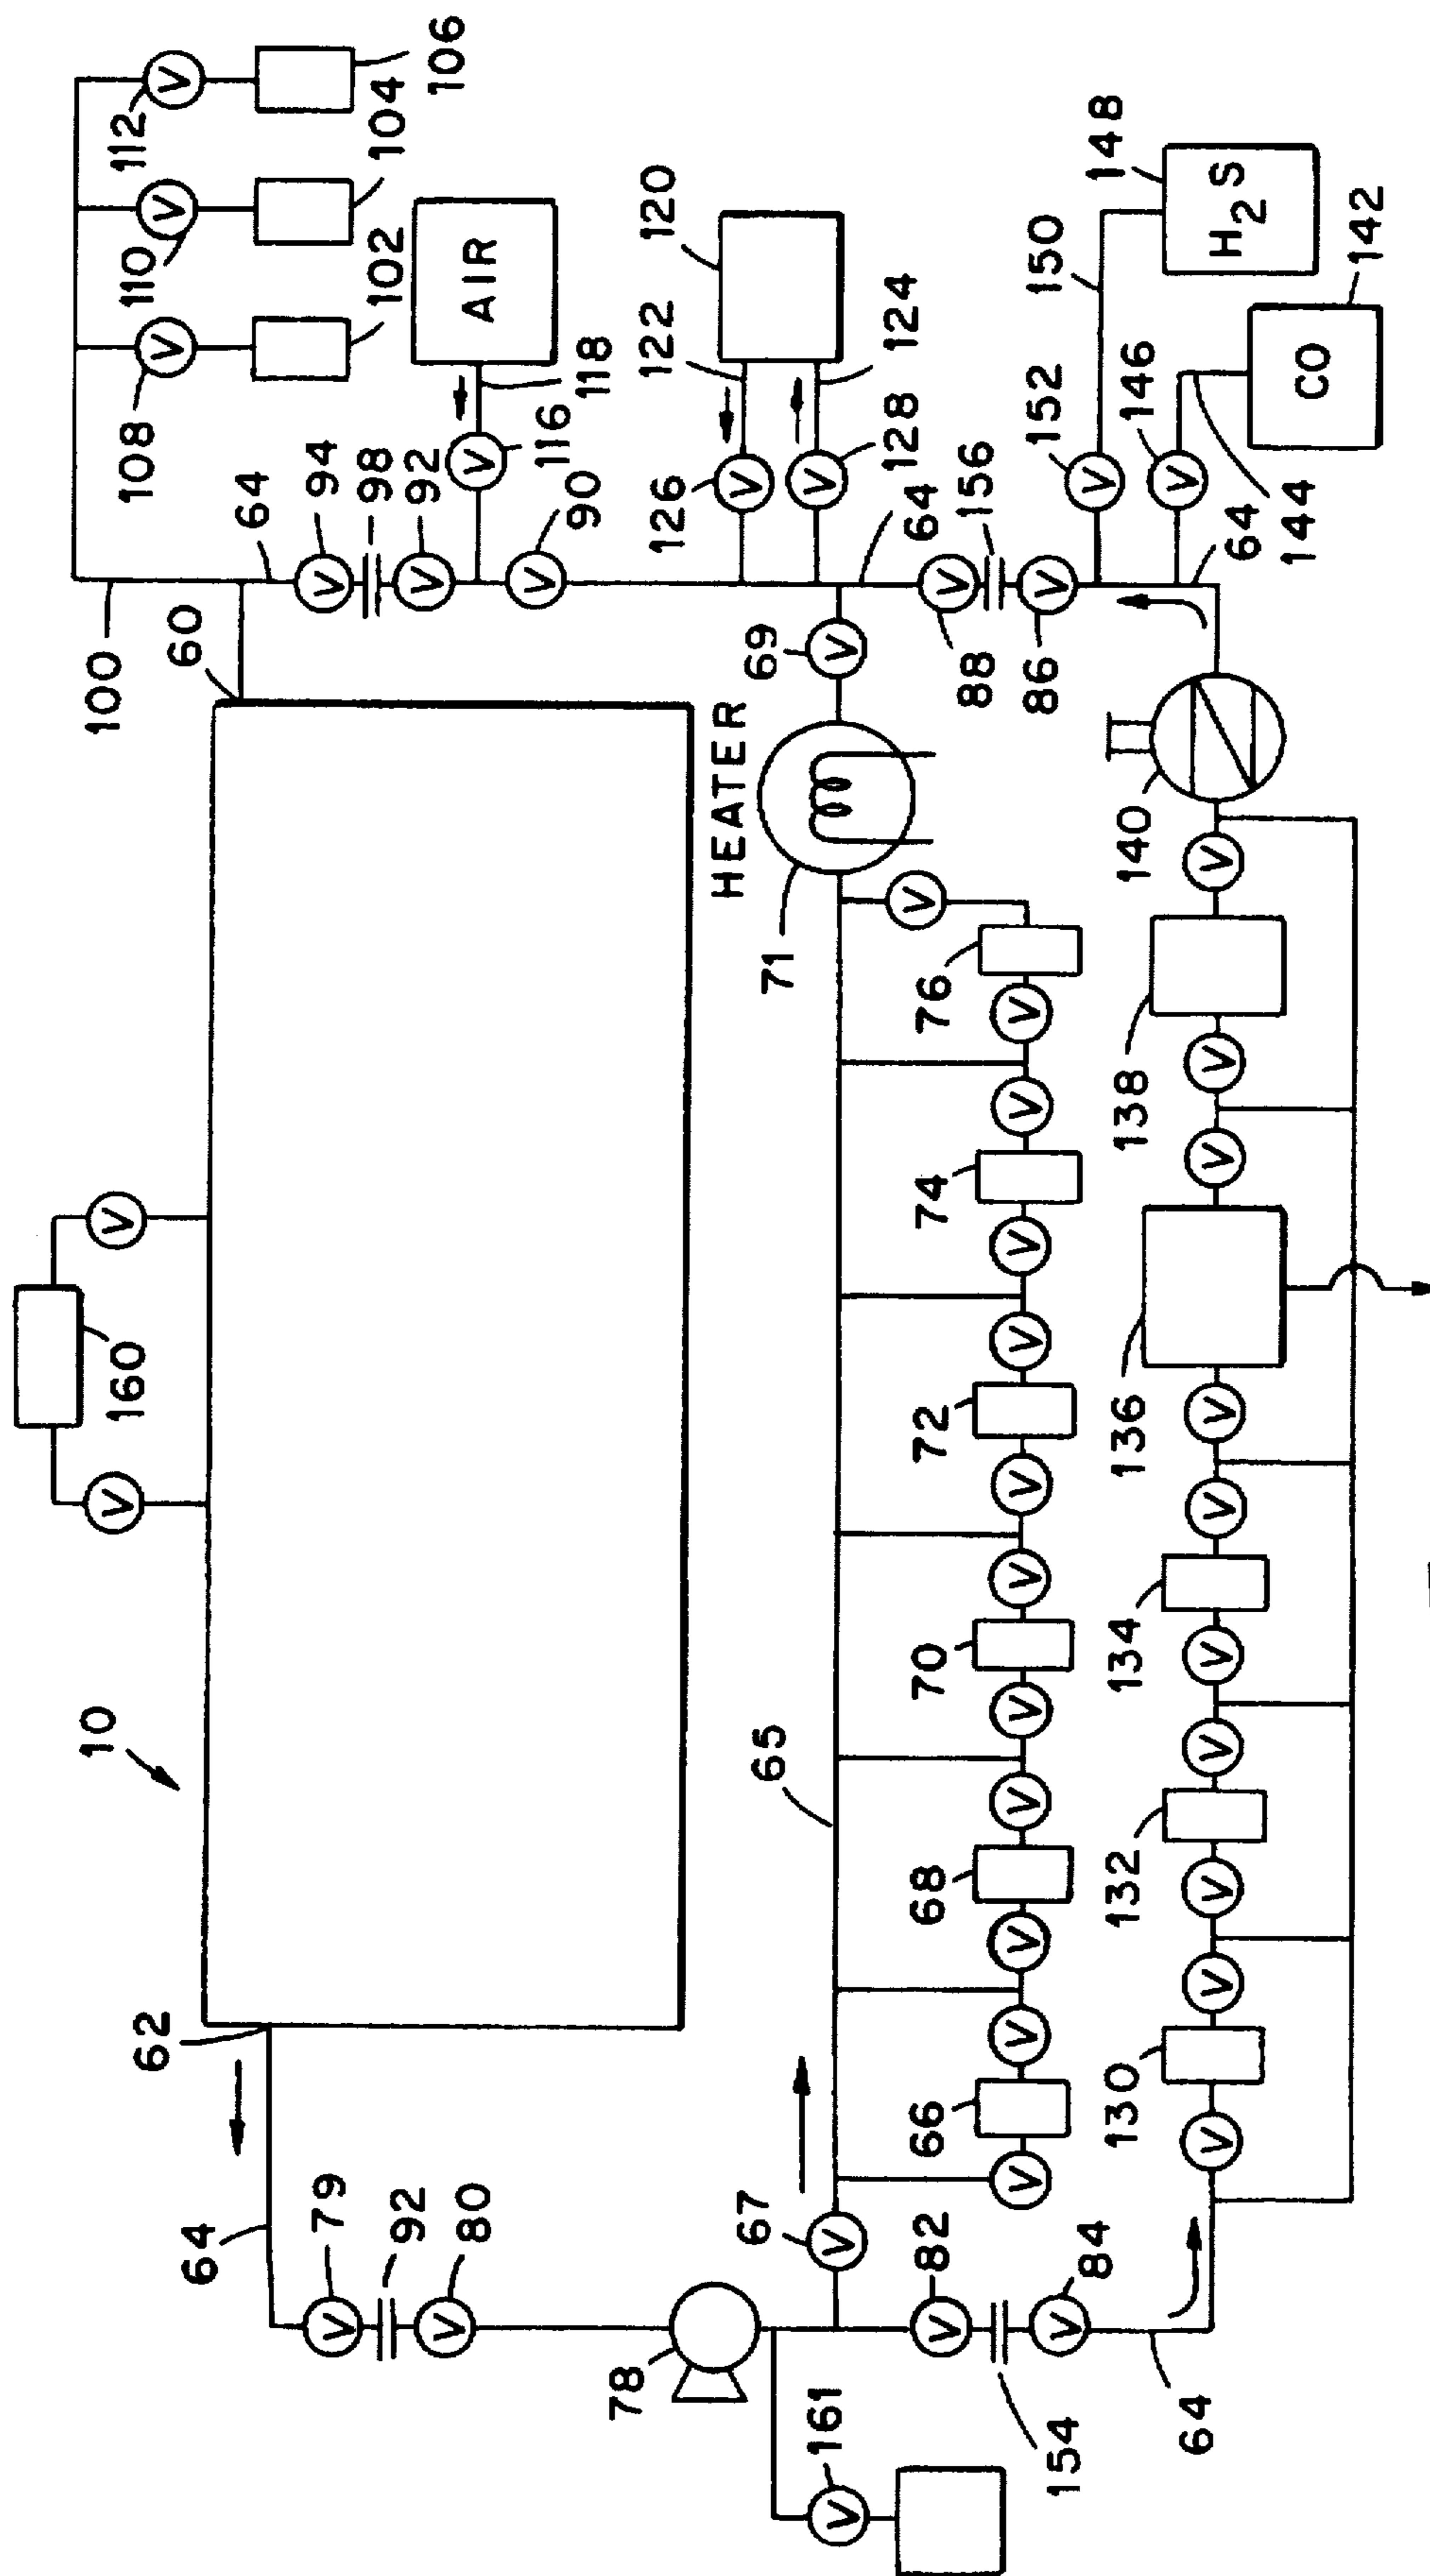 V
160
V
10
112
V
106
110
V
104
108
V
102
100
62
60
64
64
79
V
94
V
98
92
92
V
AIR
80
V
V
116
118
90
V
78
120
122
126
V
HEATER
67
V
65
71
69
V
V
128
124
161
V
82
V
V
66
V
68
V
70
V
72
V
74
V
76
V
V
V
V
V
V
V
V
88
V
64
156
154
84
V
86
V
152
V
150
148
H2S
130
132
134
136
138
140
146
V
64
V
V
V
V
V
V
V
V
V
V
64
144
CO
142